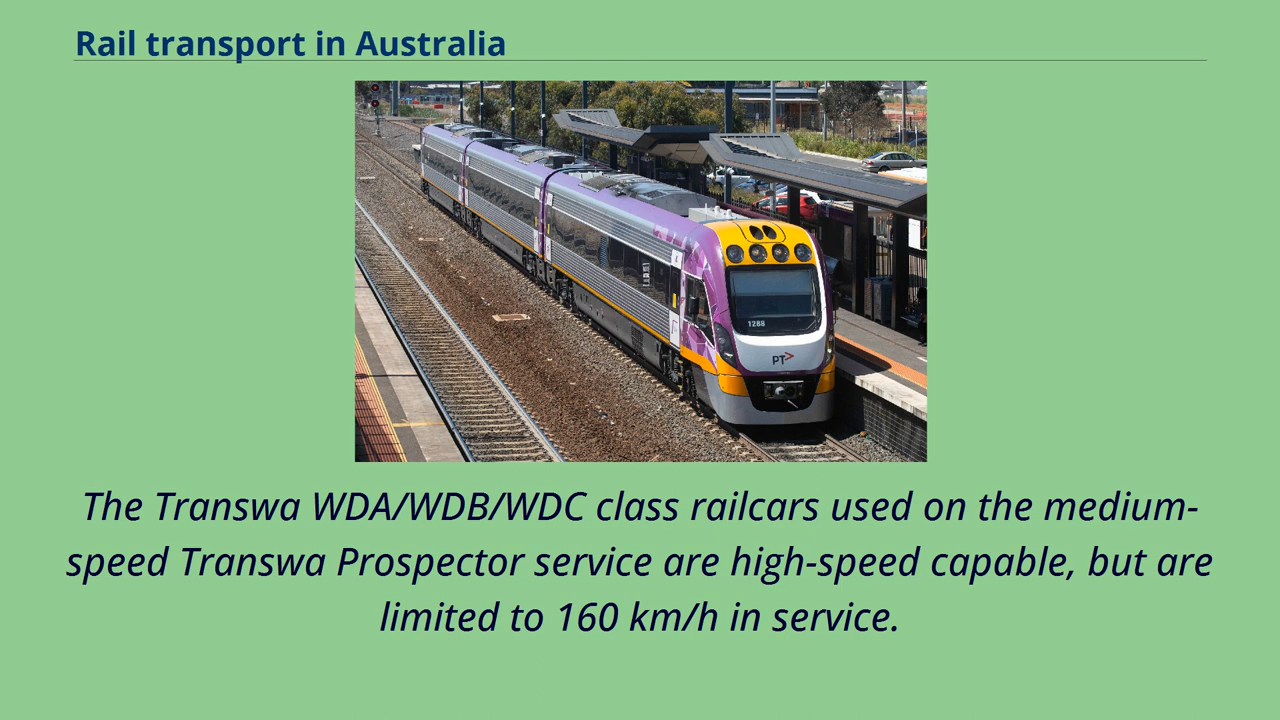 Rail transport in Australia
1288
PT>
The Transwa WDA/WDB/WDC class railcars used on the medium-
speed Transwa Prospector service are high-speed capable, but are
limited to 160 km/h in service.